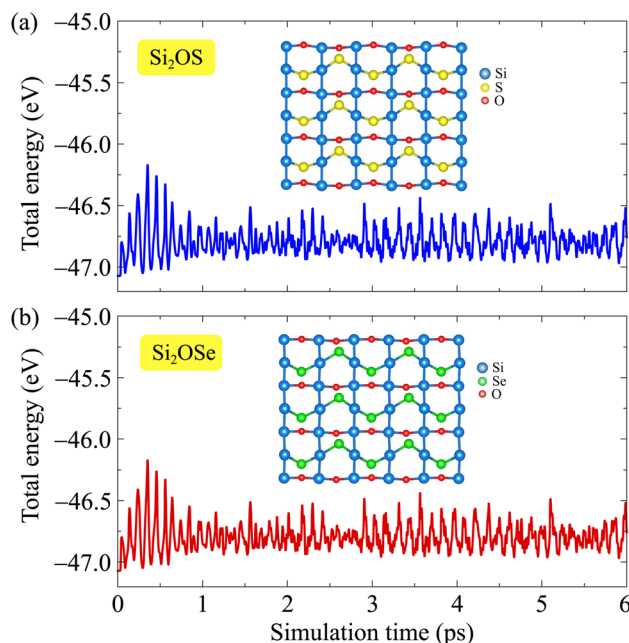 (a)
−45.0
−45.5
−46.0
−46.5
−47.0
Total energy (eV)
Si₂OS
Si
S
O
(b)
−45.0
−45.5
−46.0
−46.5
−47.0
Total energy (eV)
Si₂OSe
Si
Se
O
0 1 2 3 4 5 6
Simulation time (ps)